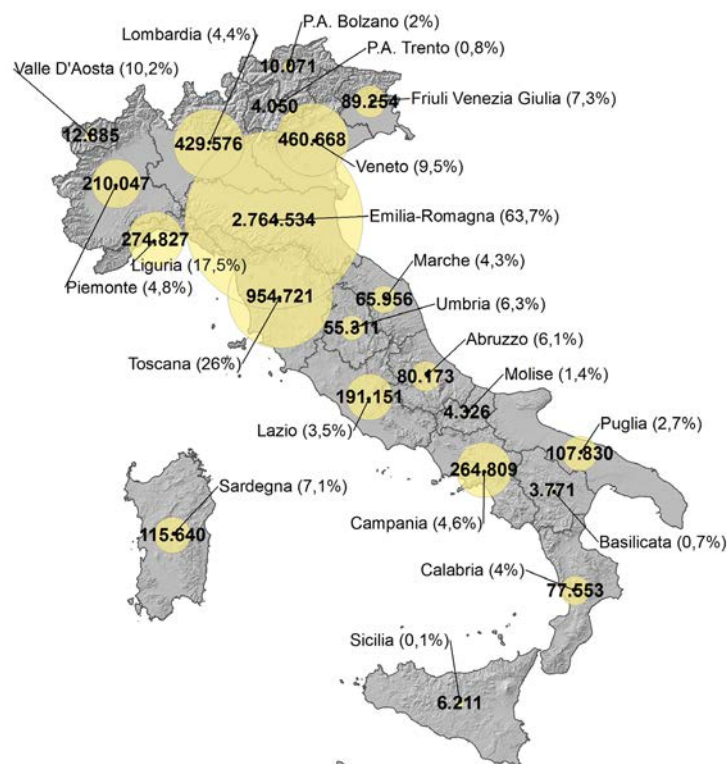 P.A. Bolzano (2%)
Lombardia (4,4%)
P.A. Trento (0,8%)
Valle D'Aosta (10,2%)
10.071
4.050
89.254
Friuli Venezia Giulia (7,3%)
12.885
429.576
460.668
Veneto (9,5%)
210.047
2.764.534
Emilia-Romagna (63,7%)
274.827
Liguria (17,5%)
Marche (4,3%)
Piemonte (4,8%)
954.721
65.956
Umbria (6,3%)
55.311
Abruzzo (6,1%)
Toscana (26%)
80.173
Molise (1,4%)
191.151
4.326
Lazio (3,5%)
Puglia (2,7%)
107.830
264.809
Sardegna (7,1%)
3.771
Campania (4,6%)
115.640
Basilicata (0,7%)
Calabria (4%)
77.553
Sicilia (0,1%)
6.211